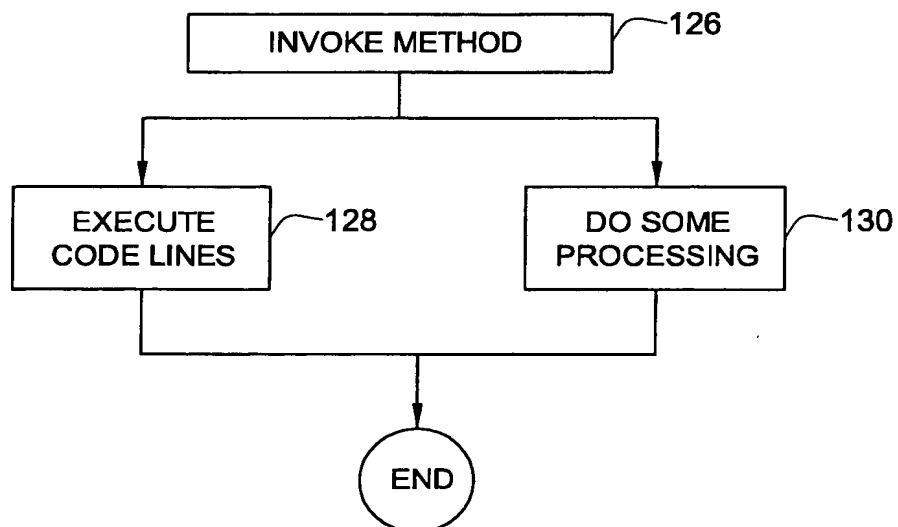 INVOKE METHOD
126
EXECUTE
CODE LINES
128
DO SOME
PROCESSING
130
END